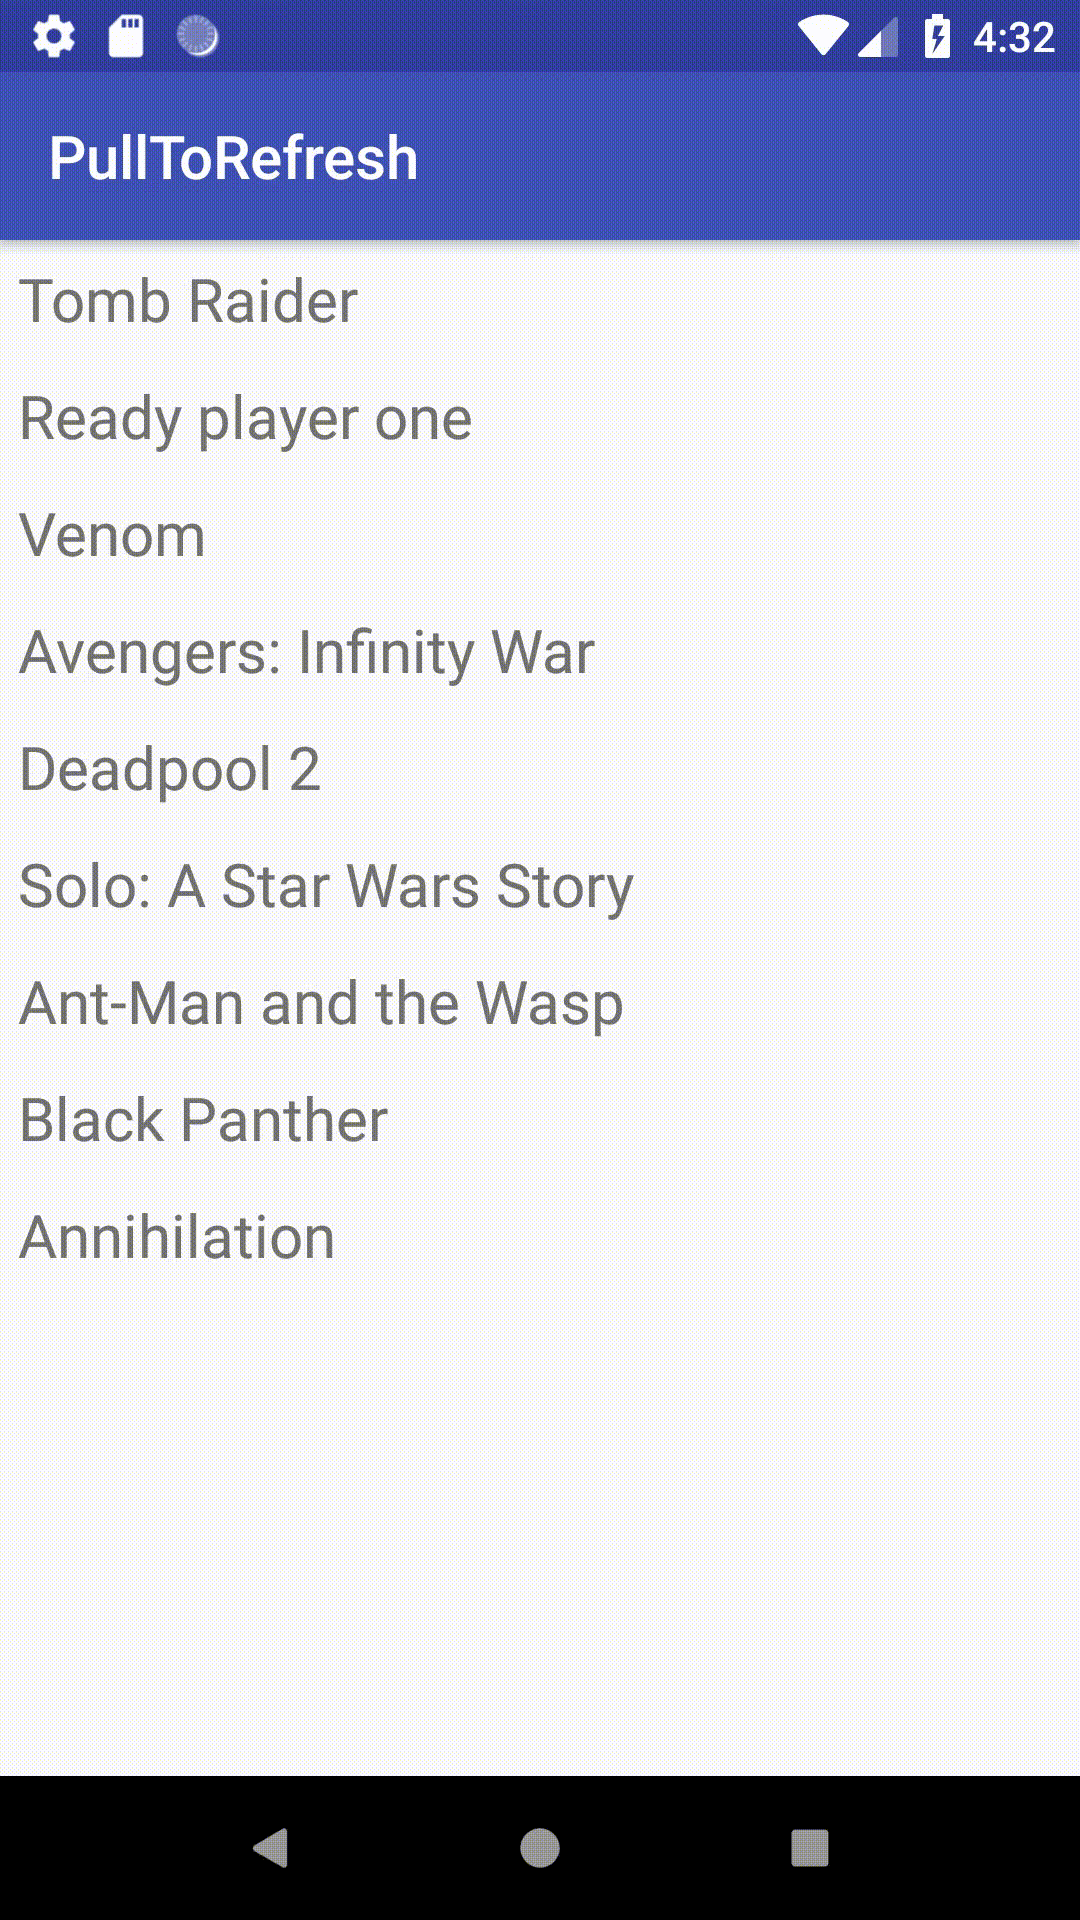 4:32
PullToRefresh
Tomb Raider
Ready player one
Venom
Avengers: Infinity War
Deadpool 2
Solo: A Star Wars Story
Ant-Man and the Wasp
Black Panther
Annihilation